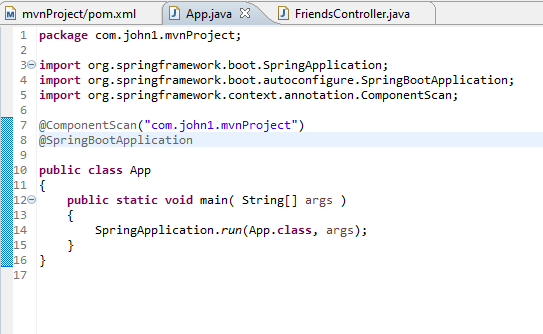 mvnProject/pom.xml App.java FriendsController.java
1 package com.john1.mvnProject;
2
3 import org.springframework.boot.SpringApplication;
4 import org.springframework.boot.autoconfigure.SpringBootApplication;
5 import org.springframework.context.annotation.ComponentScan;
6
7 @ComponentScan("com.john1.mvnProject")
8 @SpringBootApplication
9
10 public class App
11 {
12 public static void main( String[] args )
13 {
14 SpringApplication.run(App.class, args);
15 }
16 }
17